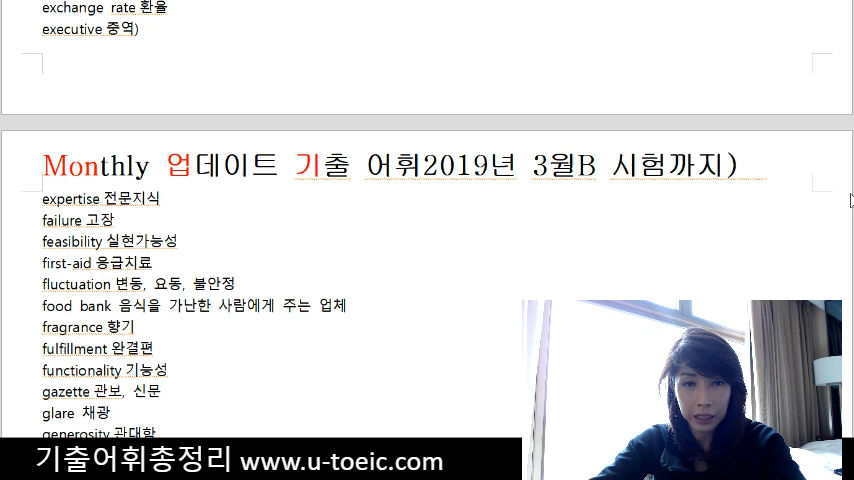 exchange rate 환율
executive 중역)
Monthly 업데이트 기출 어휘2019년 3월B 시험까지)
expertise 전문지식
failure 고장
feasibility 실현가능성
first-aid 응급치료
fluctuation 변동, 요동, 불안정
food bank 음식을 가난한 사람에게 주는 업체
fragrance 향기
fulfillment 완결편
functionality 기능성
gazette 관보, 신문
glare 채광
generosity 관대함
기출어휘총정리 www.u-toeic.com